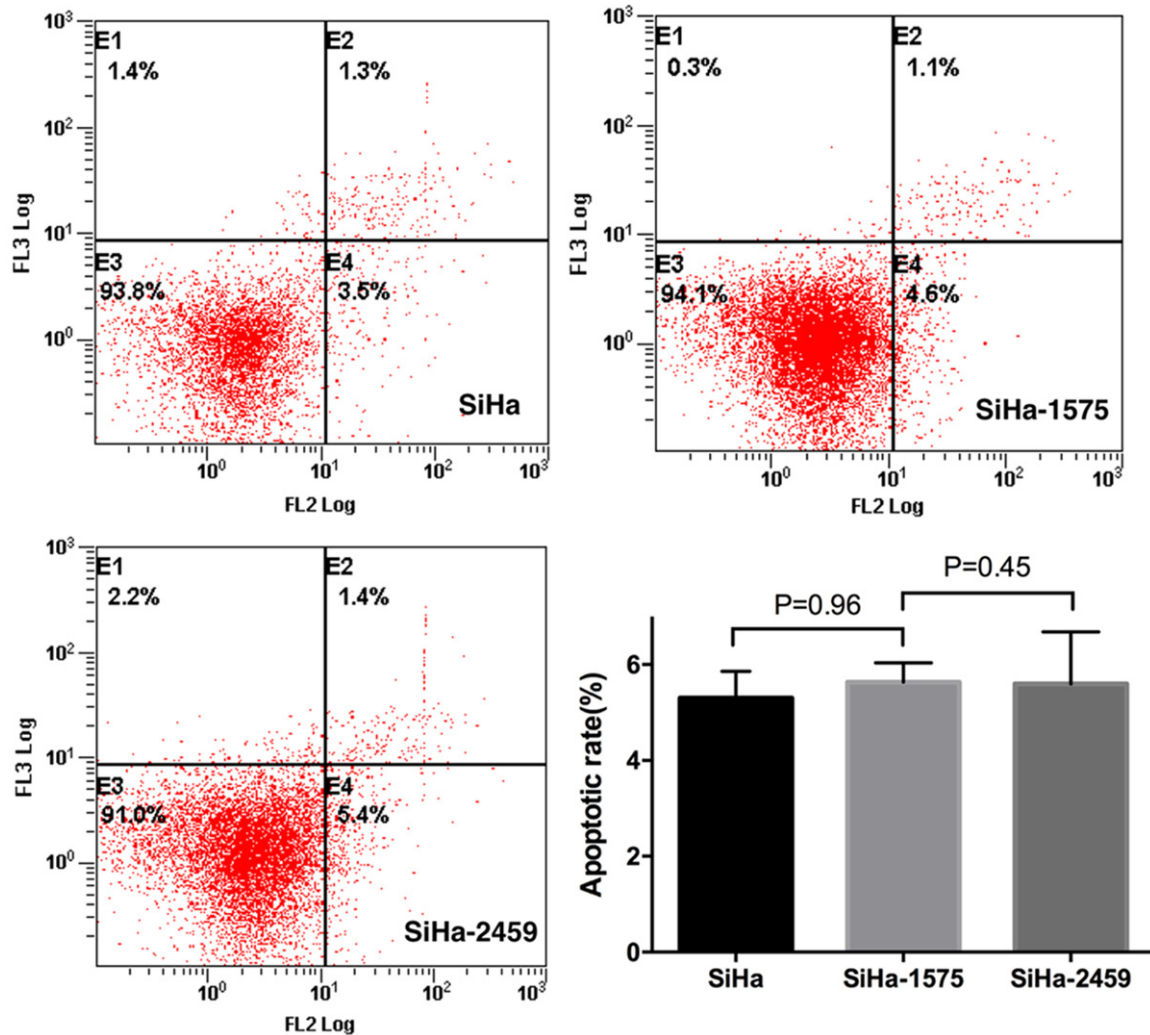 10³
10²
10¹
10⁰
FL3 Log
E1
1.4%
E2
1.3%
E3
93.8%
E4
3.5%
SiHa
10⁰ 10¹ 10² 10³
FL2 Log
10³
10²
10¹
10⁰
FL3 Log
E1
0.3%
E2
1.1%
E3
94.1%
E4
4.6%
SiHa-1575
10⁰ 10¹ 10² 10³
FL2 Log
10³
10²
10¹
10⁰
FL3 Log
E1
2.2%
E2
1.4%
E3
91.0%
E4
5.4%
SiHa-2459
10⁰ 10¹ 10² 10³
FL2 Log
P=0.45
P=0.96
Apoptotic rate(%)
6
4
2
0
SiHa SiHa-1575 SiHa-2459